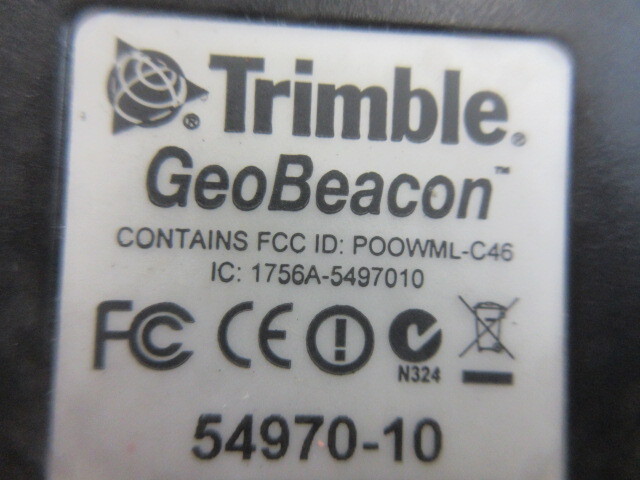 Trimble®
GeoBeacon™
CONTAINS FCC ID: POOWML-C46
IC: 1756A-5497010
FC CE
N324
54970-10